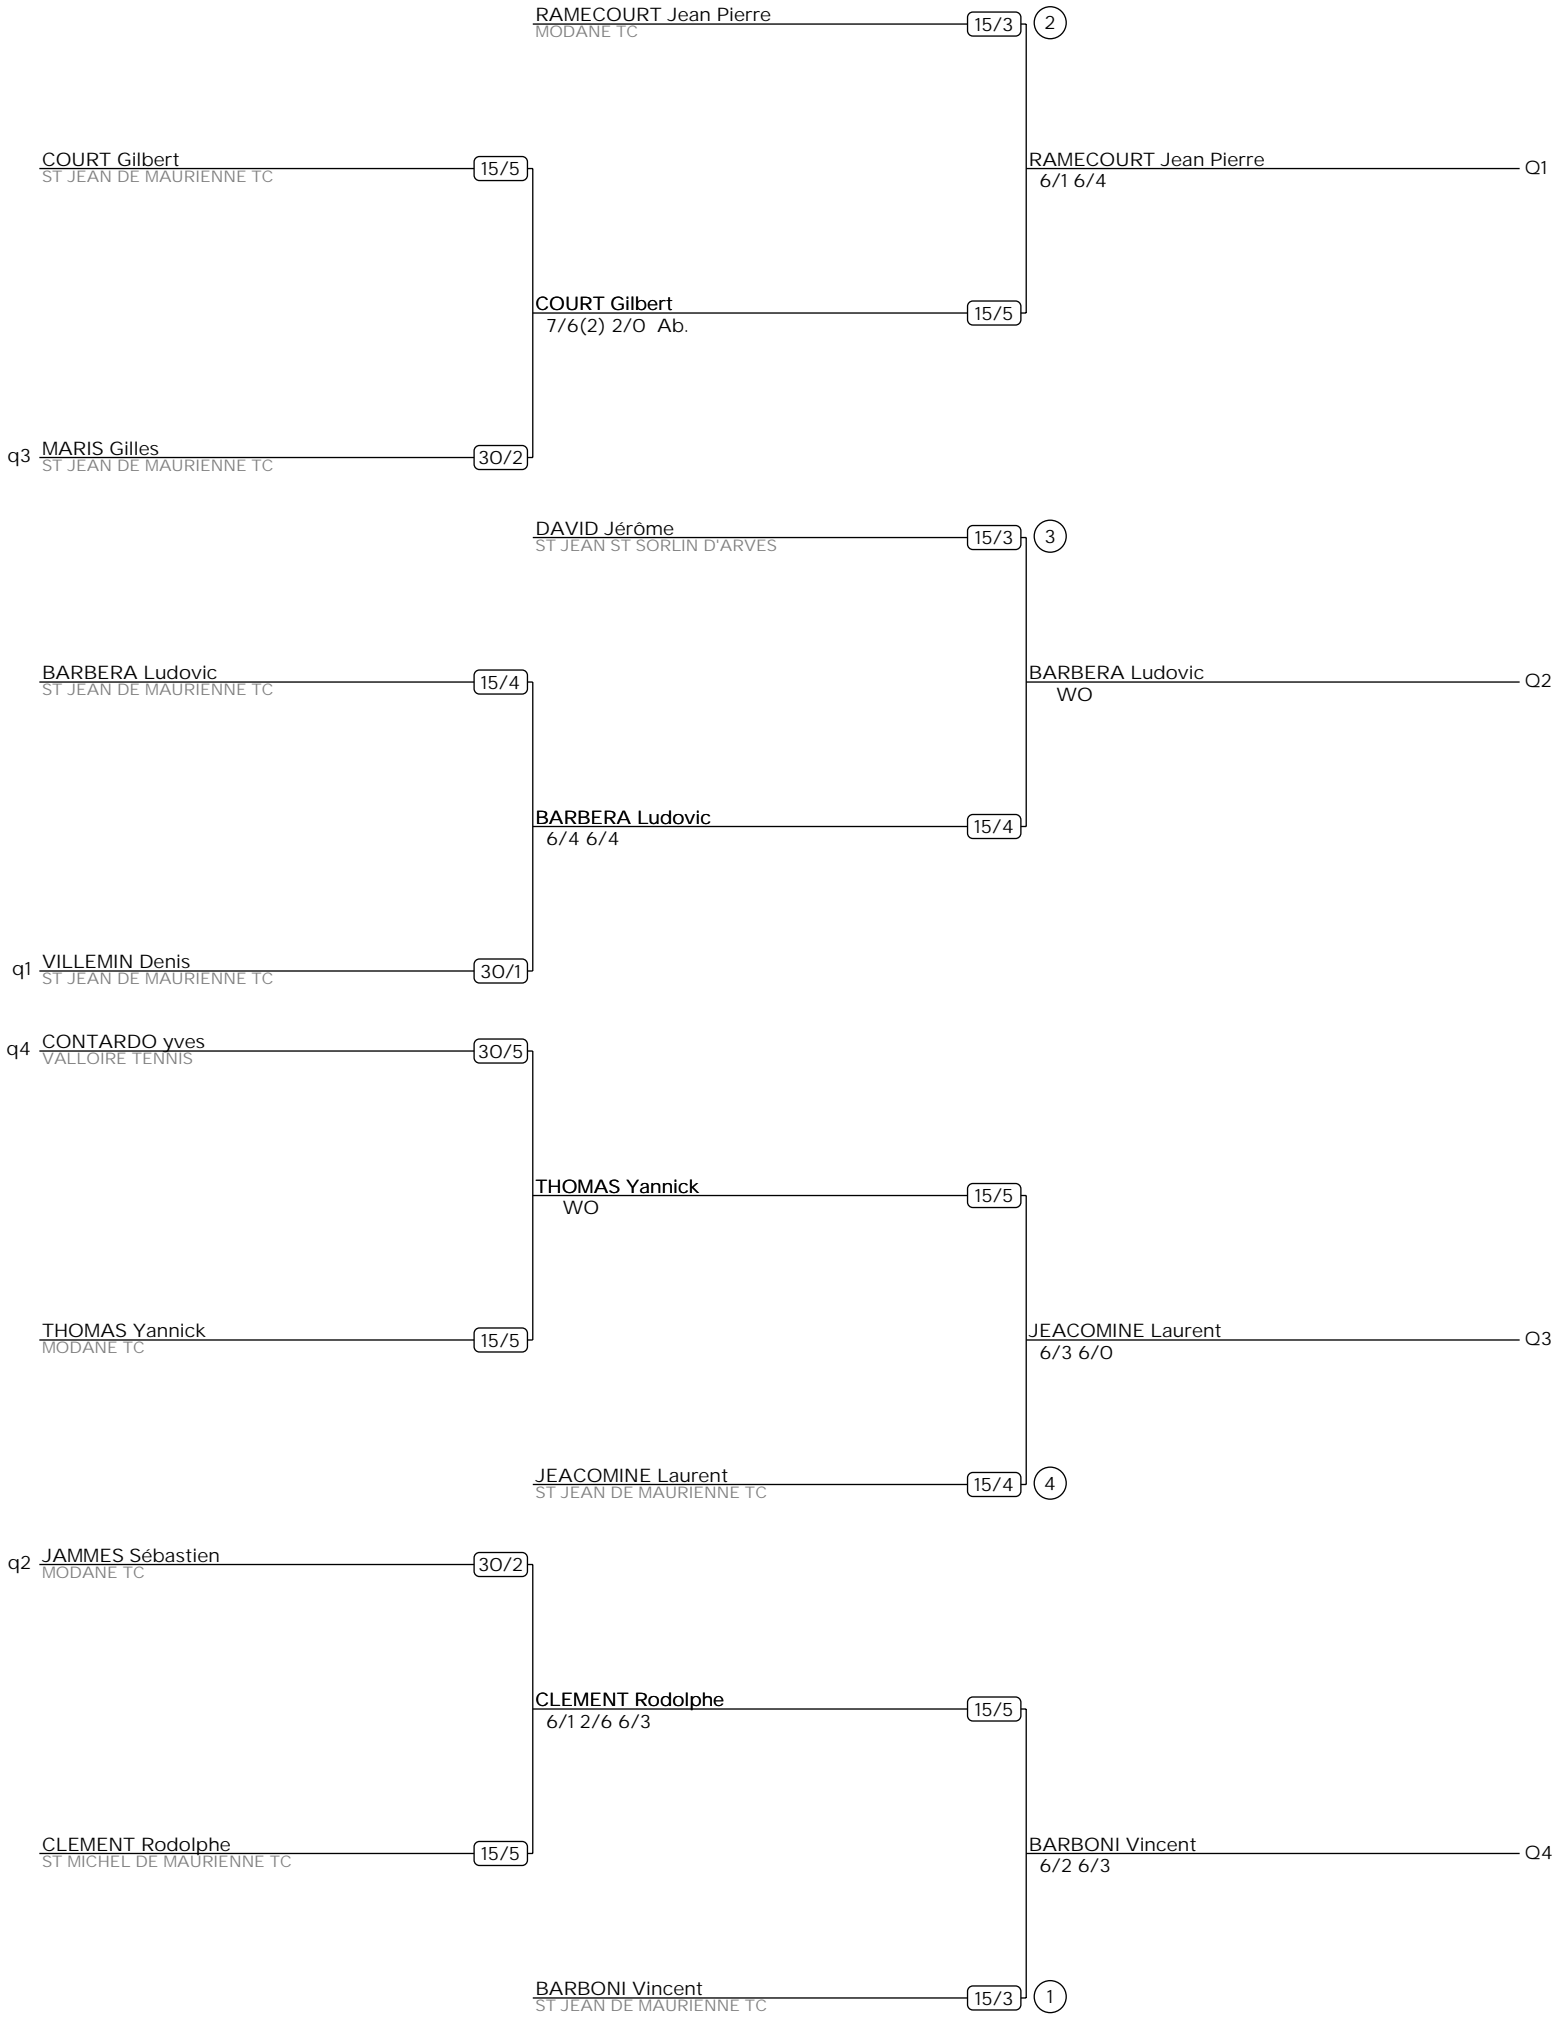 RAMECOURT Jean Pierre 15/3 2
MODANE TC
COURT Gilbert 15/5 RAMECOURT Jean Pierre Q1
ST JEAN DE MAURIENNE TC 6/1 6/4
COURT Gilbert 15/5
7/6(2) 2/0 Ab.
q3 MARIS Gilles 30/2
ST JEAN DE MAURIENNE TC
DAVID Jérôme 15/3 3
ST JEAN ST SORLIN D'ARVES
BARBERA Ludovic 15/4 BARBERA Ludovic Q2
ST JEAN DE MAURIENNE TC WO
BARBERA Ludovic 15/4
6/4 6/4
q1 VILLEMIN Denis 30/1
ST JEAN DE MAURIENNE TC
q4 CONTARDO yves 30/5
VALLOIRE TENNIS
THOMAS Yannick 15/5
WO
THOMAS Yannick 15/5 JEACOMINE Laurent Q3
MODANE TC 6/3 6/0
JEACOMINE Laurent 15/4 4
ST JEAN DE MAURIENNE TC
q2 JAMMES Sébastien 30/2
MODANE TC
CLEMENT Rodolphe 15/5
6/1 2/6 6/3
CLEMENT Rodolphe 15/5 BARBONI Vincent Q4
ST MICHEL DE MAURIENNE TC 6/2 6/3
BARBONI Vincent 15/3 1
ST JEAN DE MAURIENNE TC